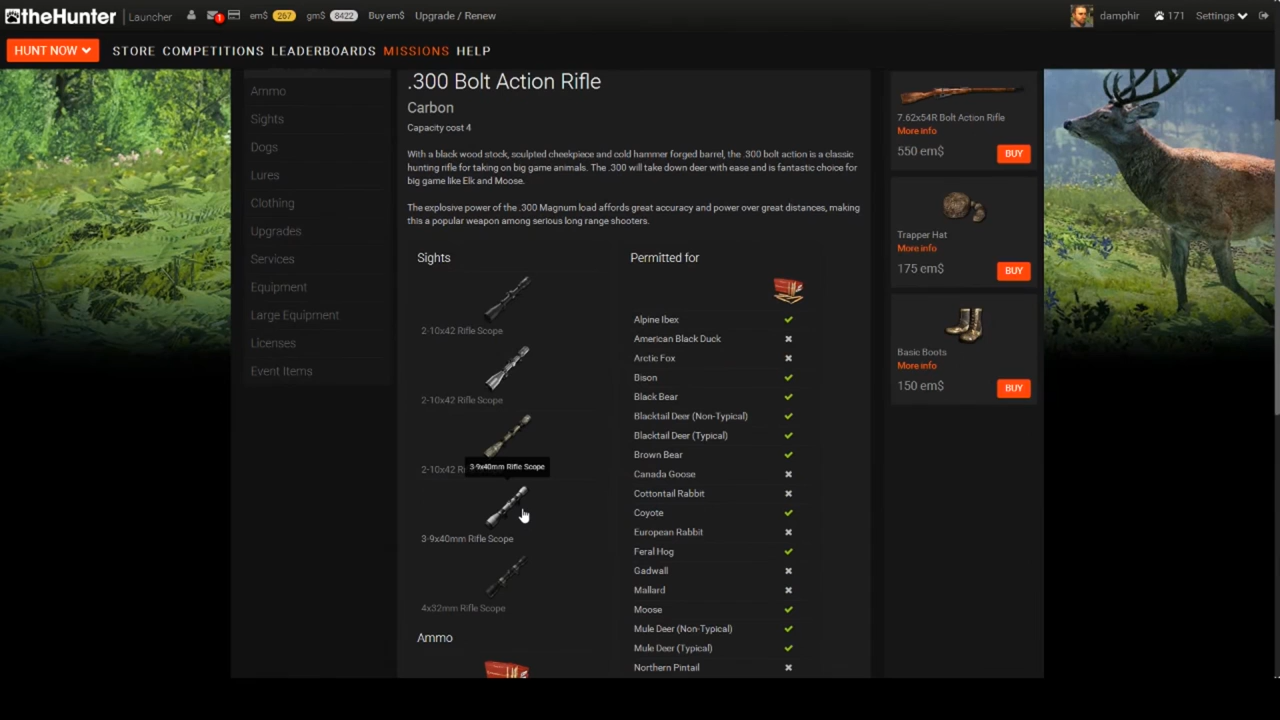 theHunter Launcher 1 em$ 267 gm$ 8422 Buy em$ Upgrade / Renew damphir 171 Settings
HUNT NOW STORE COMPETITIONS LEADERBOARDS MISSIONS HELP
Ammo
Sights
Dogs
Lures
Clothing
Upgrades
Services
Equipment
Large Equipment
Licenses
Event Items
.300 Bolt Action Rifle
Carbon
Capacity cost 4
With a black wood stock, sculpted cheekpiece and cold hammer forged barrel, the .300 bolt action is a classic
hunting rifle for taking on big game animals. The .300 will take down deer with ease and is fantastic choice for
big game like Elk and Moose.
The explosive power of the .300 Magnum load affords great accuracy and power over great distances, making
this a popular weapon among serious long range shooters.
Sights
2-10x42 Rifle Scope
2-10x42 Rifle Scope
2-10x42 Ri
3-9x40mm Rifle Scope
3-9x40mm Rifle Scope
4x32mm Rifle Scope
Ammo
Permitted for
Alpine Ibex
American Black Duck
Arctic Fox
Bison
Black Bear
Blacktail Deer (Non-Typical)
Blacktail Deer (Typical)
Brown Bear
Canada Goose
Cottontail Rabbit
Coyote
European Rabbit
Feral Hog
Gadwall
Mallard
Moose
Mule Deer (Non-Typical)
Mule Deer (Typical)
Northern Pintail
7.62x54R Bolt Action Rifle
More info
550 em$ BUY
Trapper Hat
More info
175 em$ BUY
Basic Boots
More info
150 em$ BUY